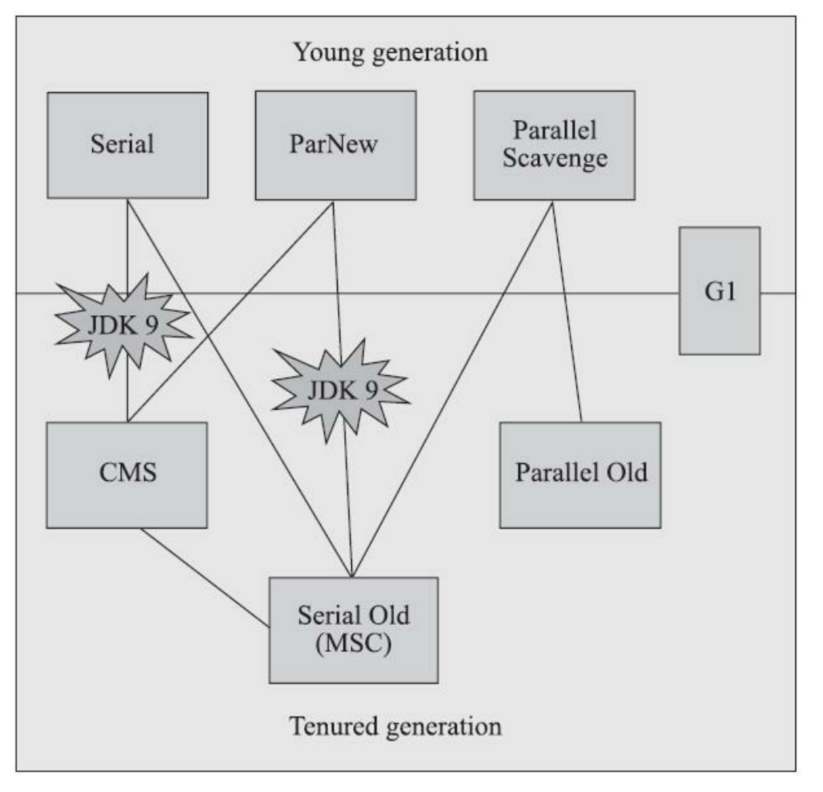 Young generation
Serial
ParNew
Parallel
Scavenge
G1
JDK 9
JDK 9
CMS
Parallel Old
Serial Old
(MSC)
Tenured generation